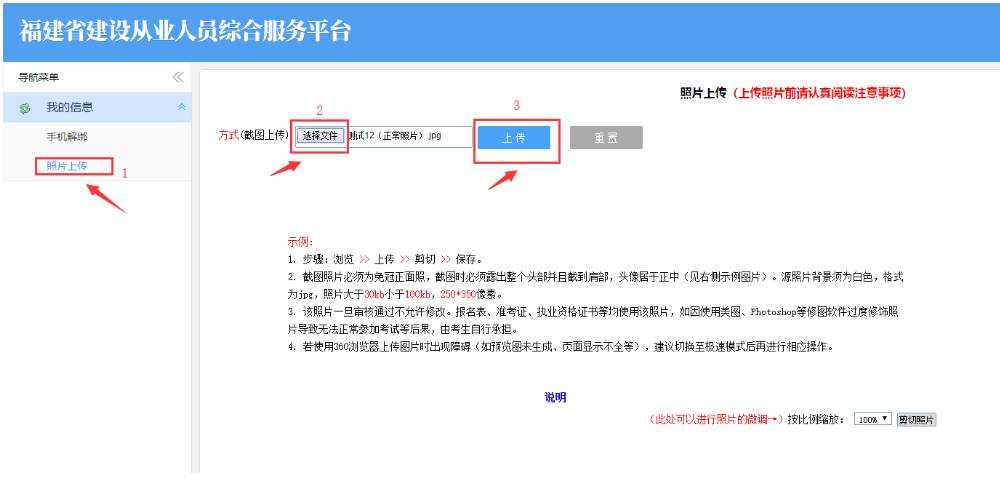 福建省建设从业人员综合服务平台
导航菜单
我的信息
手机解绑
照片上传
1
照片上传（上传照片前请认真阅读注意事项）
2
3
方式(截图上传)
选择文件
测试12（正常照片）.jpg
上 传
重 置
示例：
1. 步骤：浏览 >> 上传 >> 剪切 >> 保存。
2. 截图照片必须为免冠正面照，截图时必须露出整个头部并且截到肩部，头像居于正中（见右侧示例图片）。源照片背景须为白色，格式
为jpg，照片大于30kb小于100kb，250*350像素。
3. 该照片一旦审核通过不允许修改。报名表、准考证、执业资格证书等均使用该照片，如因使用美图、Photoshop等修图软件过度修饰照
片导致无法正常参加考试等后果，由考生自行承担。
4. 若使用360浏览器上传图片时出现障碍（如预览图未生成、页面显示不全等），建议切换至极速模式后再进行相应操作。
说明
（此处可以进行照片的微调→）按比例缩放： 100% 剪切照片